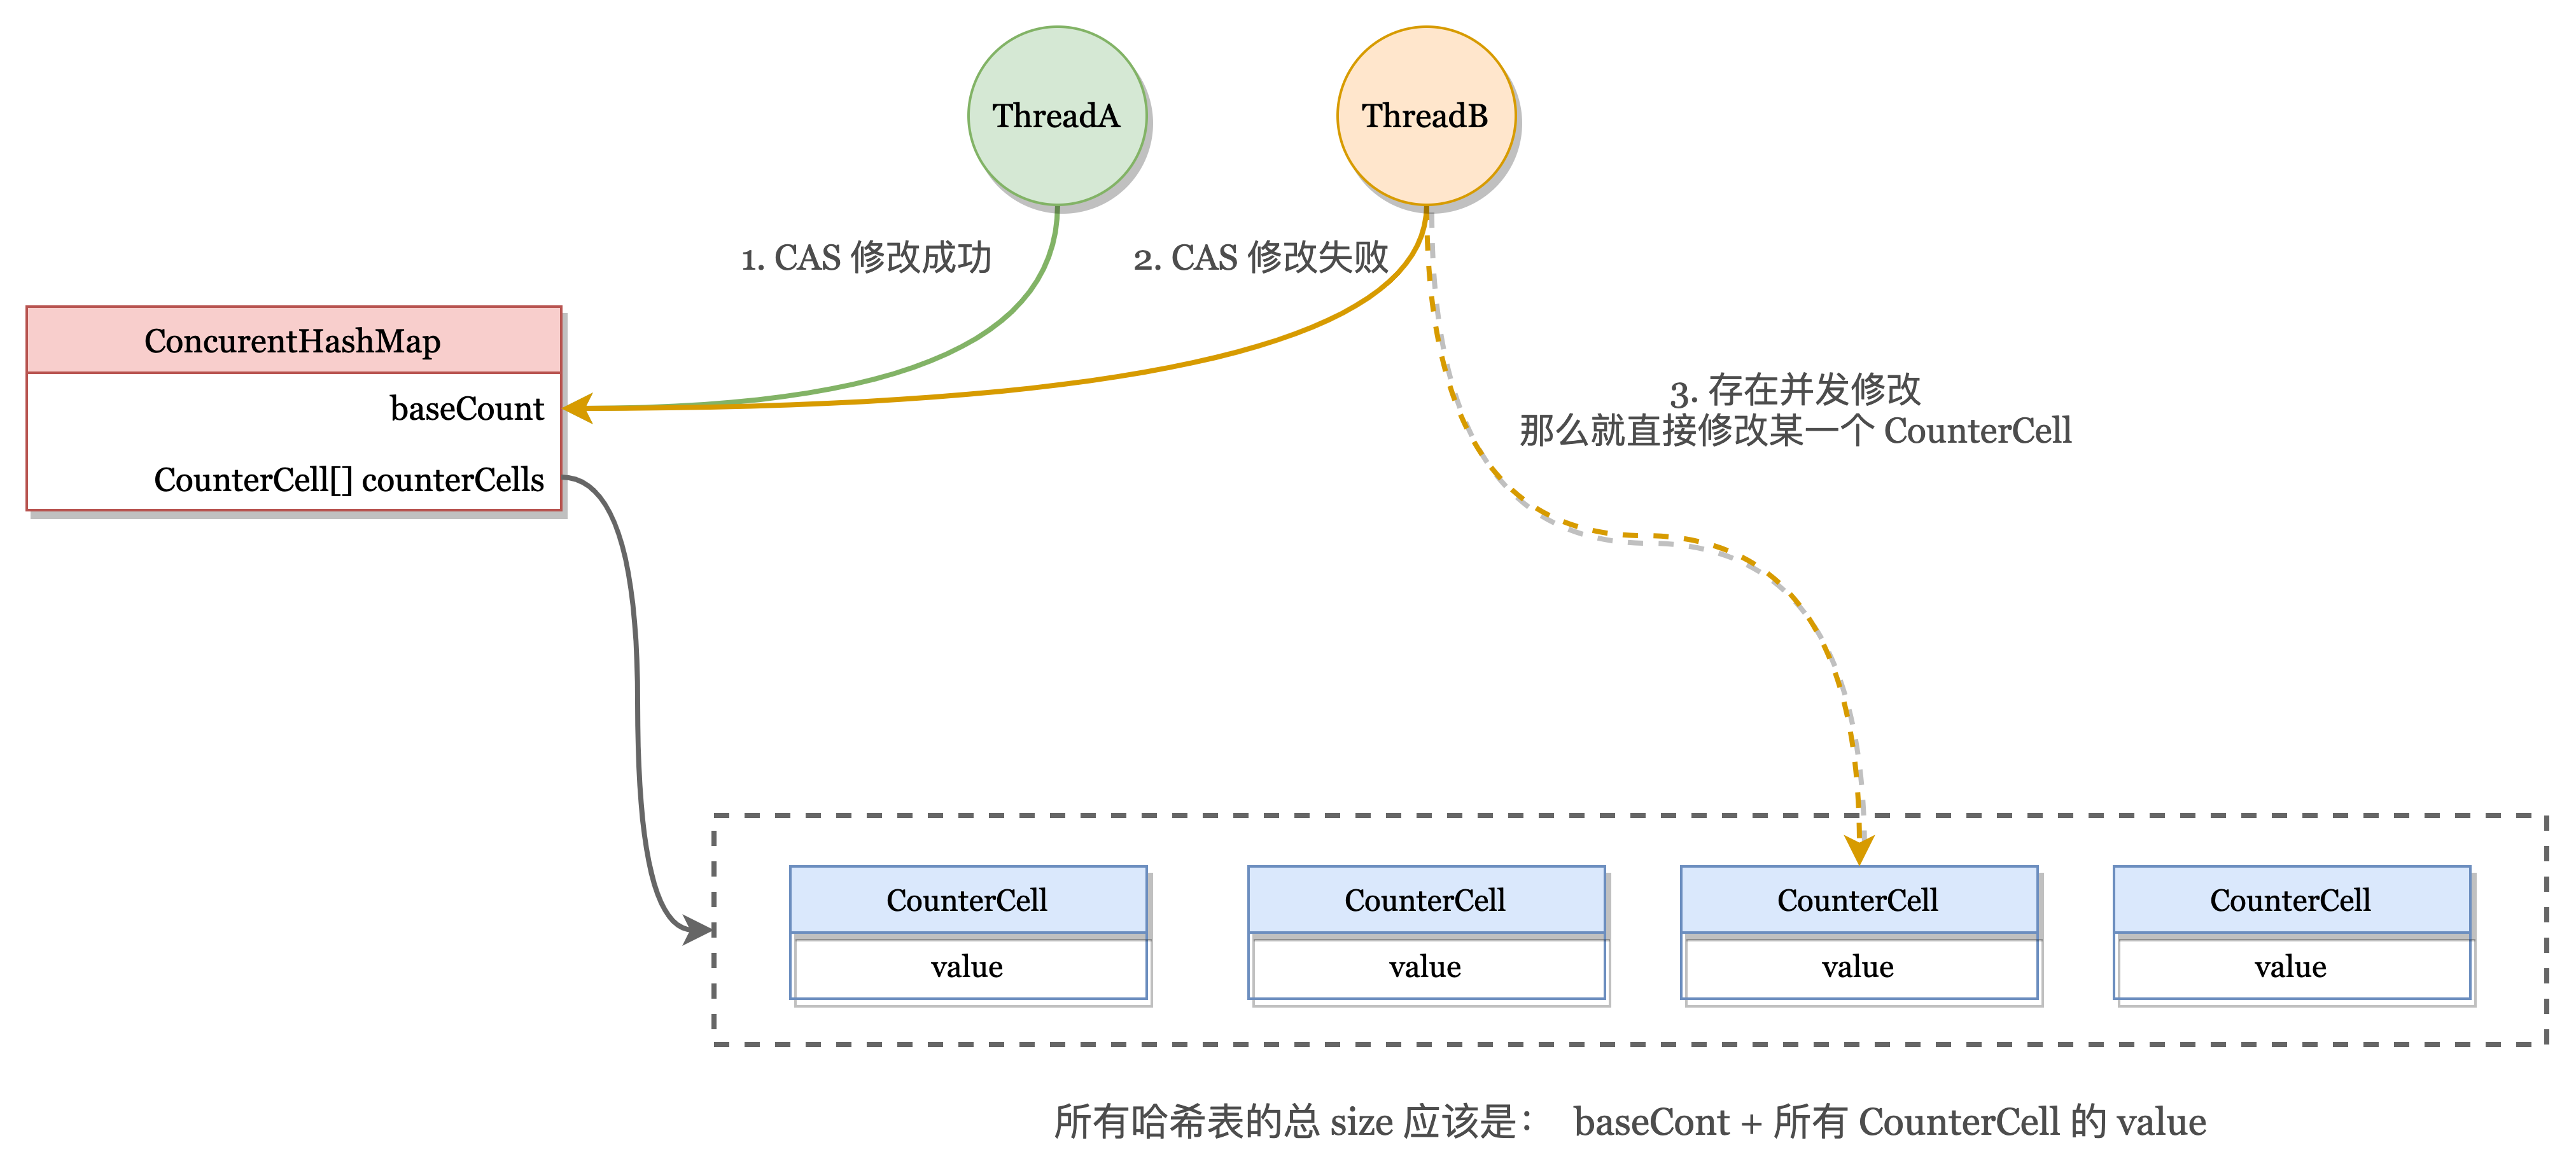 ThreadA
ThreadB
1. CAS 修改成功
2. CAS 修改失败
ConcurentHashMap
baseCount
CounterCell[] counterCells
3. 存在并发修改
那么就直接修改某一个 CounterCell
CounterCell
value
CounterCell
value
CounterCell
value
CounterCell
value
所有哈希表的总 size 应该是： baseCont + 所有 CounterCell 的 value